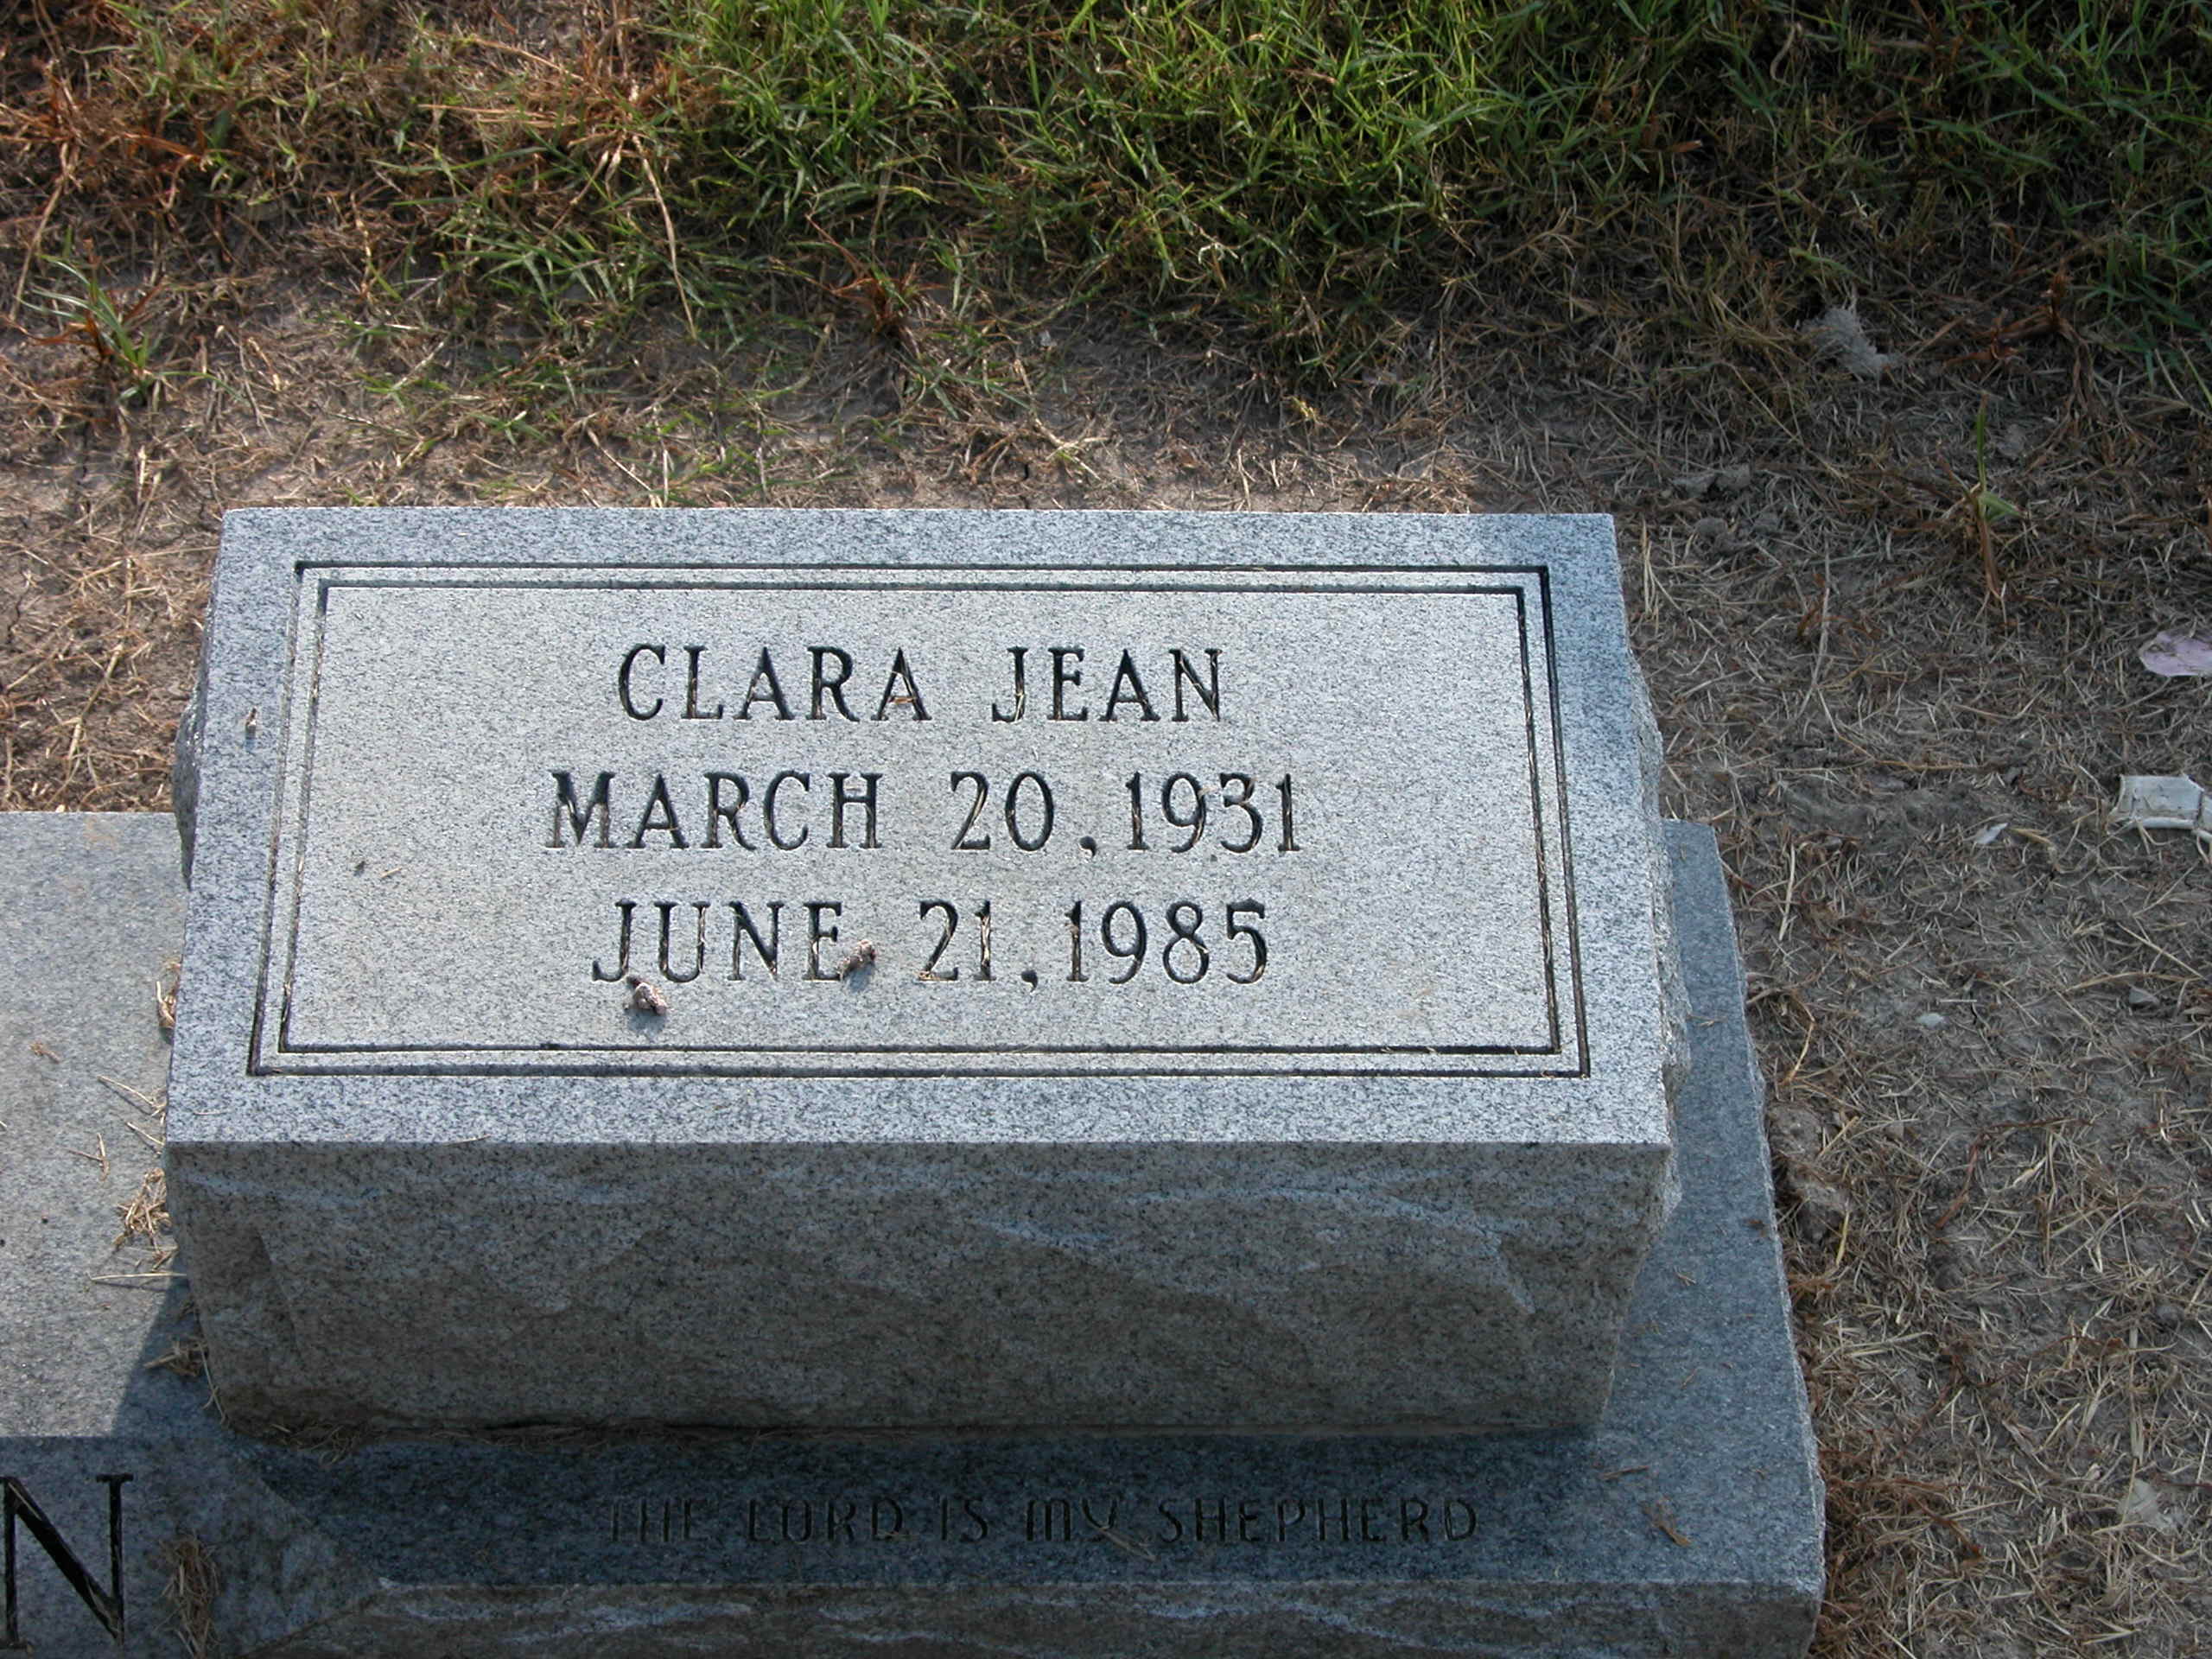 CLARA JEAN
MARCH 20, 1931
JUNE 21, 1985
N
THE LORD IS MY SHEPHERD